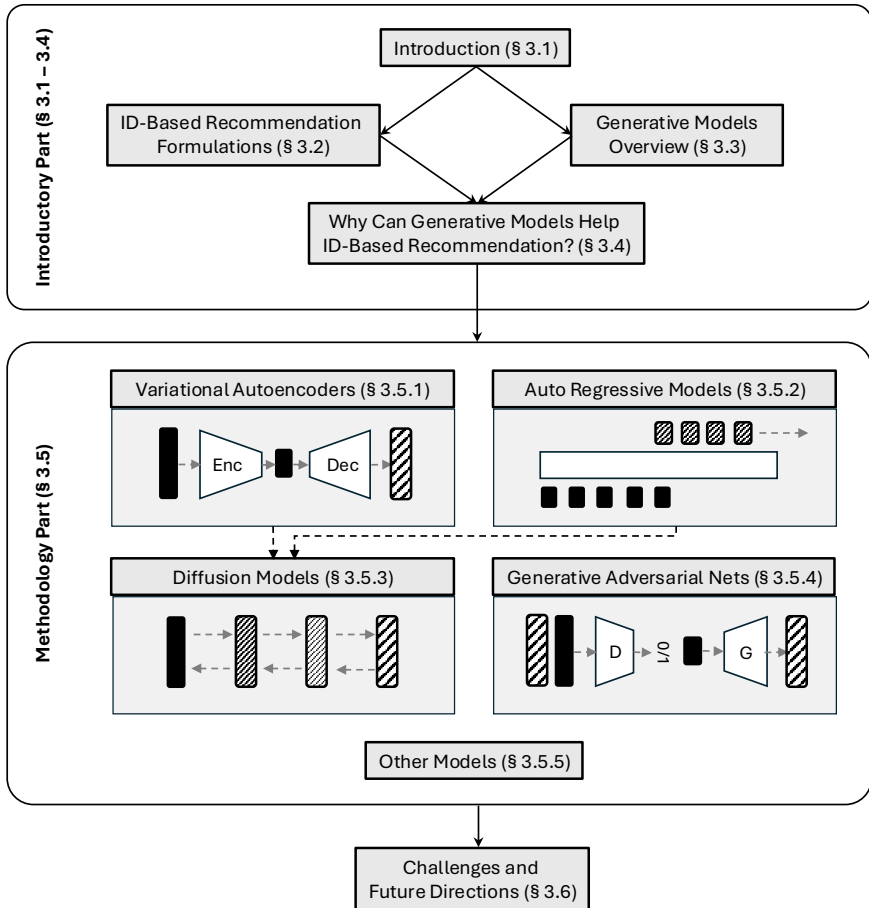 Introductory Part (§ 3.1 – 3.4)
Introduction (§ 3.1)
ID-Based Recommendation
Formulations (§ 3.2)
Generative Models
Overview (§ 3.3)
Why Can Generative Models Help
ID-Based Recommendation? (§ 3.4)
Methodology Part (§ 3.5)
Variational Autoencoders (§ 3.5.1)
Enc
Dec
Auto Regressive Models (§ 3.5.2)
Diffusion Models (§ 3.5.3)
Generative Adversarial Nets (§ 3.5.4)
D
0/1
G
Other Models (§ 3.5.5)
Challenges and
Future Directions (§ 3.6)